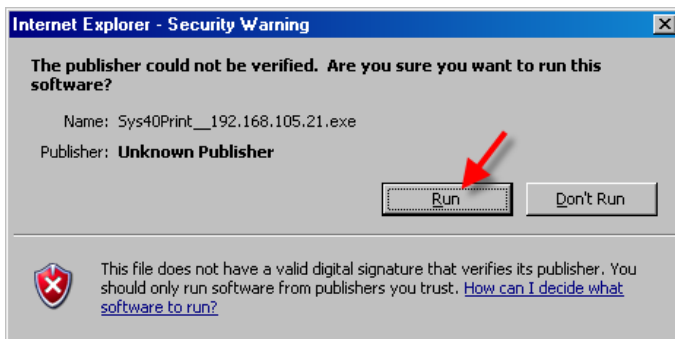 Internet Explorer - Security Warning
The publisher could not be verified. Are you sure you want to run this
software?
Name: Sys40Print__192.168.105.21.exe
Publisher: Unknown Publisher
Run Don't Run
This file does not have a valid digital signature that verifies its publisher. You
should only run software from publishers you trust. How can I decide what
software to run?